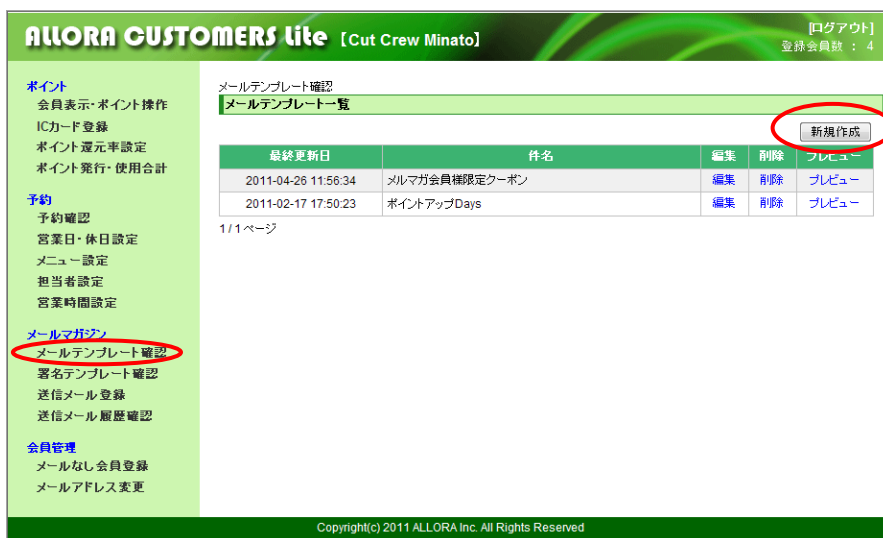 ALLORA CUSTOMERS Lite 【Cut Crew Minato】
[ログアウト]
登録会員数 : 4
ポイント
会員表示・ポイント操作
ICカード登録
ポイント還元率設定
ポイント発行・使用合計
予約
予約確認
営業日・休日設定
メニュー設定
担当者設定
営業時間設定
メールマガジン
メールテンプレート確認
署名テンプレート確認
送信メール登録
送信メール履歴確認
会員管理
メールなし会員登録
メールアドレス変更
メールテンプレート確認
メールテンプレート一覧
新規作成
最終更新日 件名 編集 削除 プレビュー
2011-04-26 11:56:34 メルマガ会員様限定クーポン 編集 削除 プレビュー
2011-02-17 17:50:23 ポイントアップDays 編集 削除 プレビュー
1 / 1 ページ
Copyright(c) 2011 ALLORA Inc. All Rights Reserved